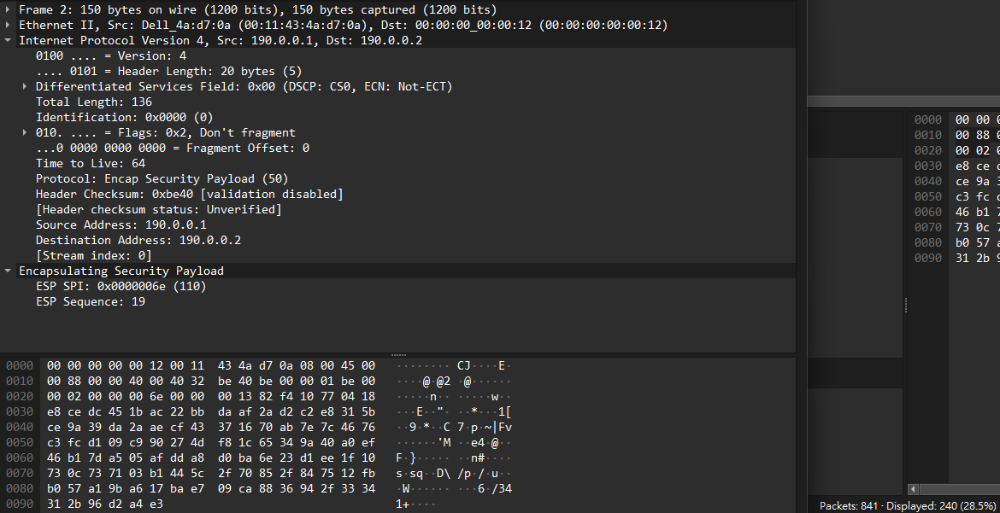 Frame 2: 150 bytes on wire (1200 bits), 150 bytes captured (1200 bits)
Ethernet II, Src: Dell_4a:d7:0a (00:11:43:4a:d7:0a), Dst: 00:00:00_00:00:12 (00:00:00:00:00:12)
Internet Protocol Version 4, Src: 190.0.0.1, Dst: 190.0.0.2
0100 .... = Version: 4
.... 0101 = Header Length: 20 bytes (5)
Differentiated Services Field: 0x00 (DSCP: CS0, ECN: Not-ECT)
Total Length: 136
Identification: 0x0000 (0)
010. .... = Flags: 0x2, Don't fragment
...0 0000 0000 0000 = Fragment Offset: 0
Time to Live: 64
Protocol: Encap Security Payload (50)
Header Checksum: 0xbe40 [validation disabled]
[Header checksum status: Unverified]
Source Address: 190.0.0.1
Destination Address: 190.0.0.2
[Stream index: 0]
Encapsulating Security Payload
ESP SPI: 0x0000006e (110)
ESP Sequence: 19
0000 00 00 00 00 00 12 00 11 43 4a d7 0a 08 00 45 00 ········CJ····E·
0010 00 88 00 00 40 00 40 32 be 40 be 00 00 01 be 00 ····@·@2·@······
0020 00 02 00 00 00 6e 00 00 00 13 82 f4 10 77 04 18 ·····n·······w··
0030 e8 ce dc 45 1b ac 22 bb da af 2a d2 c2 e8 31 5b ···E··"···*···1[
0040 ce 9a 39 da 2a ae cf 43 37 16 70 ab 7e 7c 46 76 ··9·*··C7·p·~|Fv
0050 c3 fc d1 09 c9 90 27 4d f8 1c 65 34 9a 40 a0 ef ······'M··e4·@··
0060 46 b1 7d a5 05 af dd a8 d0 ba 6e 23 d1 ee 1f 10 F·}·······n#····
0070 73 0c 73 71 03 b1 44 5c 2f 70 85 2f 84 75 12 fb s·sq··D\/p·/·u··
0080 b0 57 a1 9b a6 17 ba e7 09 ca 88 36 94 2f 33 34 ·W·········6·/34
0090 31 2b 96 d2 a4 e3 1+····
0000 00 00
0010 00 88
0020 00 02
0030 e8 ce
0040 ce 9a
0050 c3 fc
0060 46 b1
0070 73 0c
0080 b0 57
0090 31 2b
Packets: 841 · Displayed: 240 (28.5%)